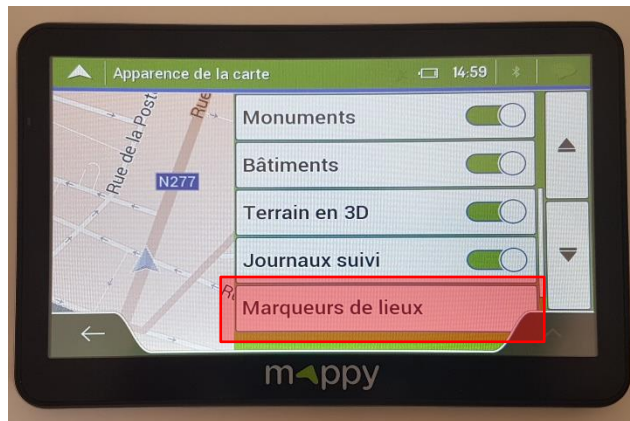 Apparence de la carte 14:59
Rue de la Post
Rue
N277
Monuments
Bâtiments
Terrain en 3D
Journaux suivi
Marqueurs de lieux
mappy